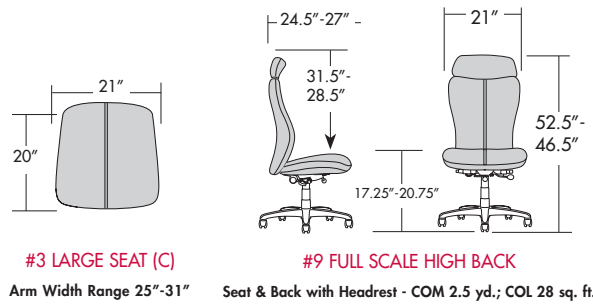 24.5”-27”
21”
21”
31.5”-
28.5”
20”
52.5”-
46.5”
17.25”-20.75”
#3 LARGE SEAT (C)
#9 FULL SCALE HIGH BACK
Arm Width Range 25”-31”
Seat & Back with Headrest - COM 2.5 yd.; COL 28 sq. ft.